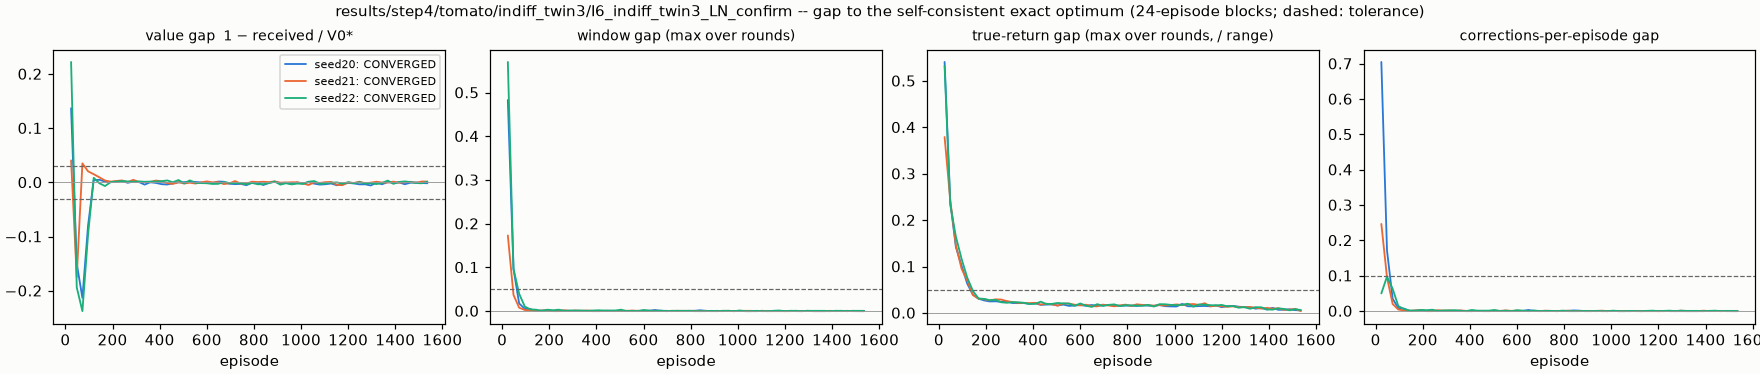 results/step4/tomato/indiff_twin3/I6_indiff_twin3_LN_confirm -- gap to the self-consistent exact optimum (24-episode blocks; dashed: tolerance)
value gap 1 − received / V0*
0.2
0.1
0.0
−0.1
−0.2
seed20: CONVERGED
seed21: CONVERGED
seed22: CONVERGED
0 200 400 600 800 1000 1200 1400 1600
episode
window gap (max over rounds)
0.5
0.4
0.3
0.2
0.1
0.0
0 200 400 600 800 1000 1200 1400 1600
episode
true-return gap (max over rounds, / range)
0.5
0.4
0.3
0.2
0.1
0.0
0 200 400 600 800 1000 1200 1400 1600
episode
corrections-per-episode gap
0.7
0.6
0.5
0.4
0.3
0.2
0.1
0.0
0 200 400 600 800 1000 1200 1400 160
episode